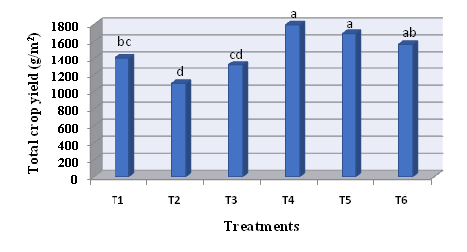 Total crop yield (g/m²)
1800
1600
1400
1200
1000
800
600
400
200
0
bc
d
cd
a
a
ab
T1 T2 T3 T4 T5 T6
Treatments